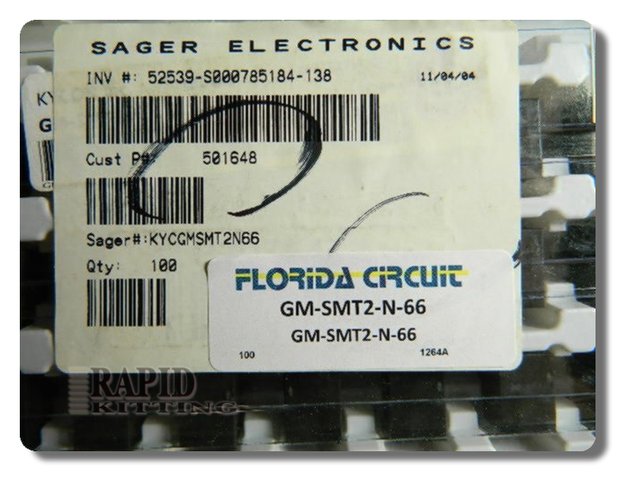 SAGER ELECTRONICS
INV #: 52539-S000785184-138
11/04/04
Cust P#: 501648
Sager#:KYCGMSMT2N66
Qty: 100
FLORIDA CIRCUIT
GM-SMT2-N-66
GM-SMT2-N-66
100
1264A
KYC
G
RAPID
KITTING